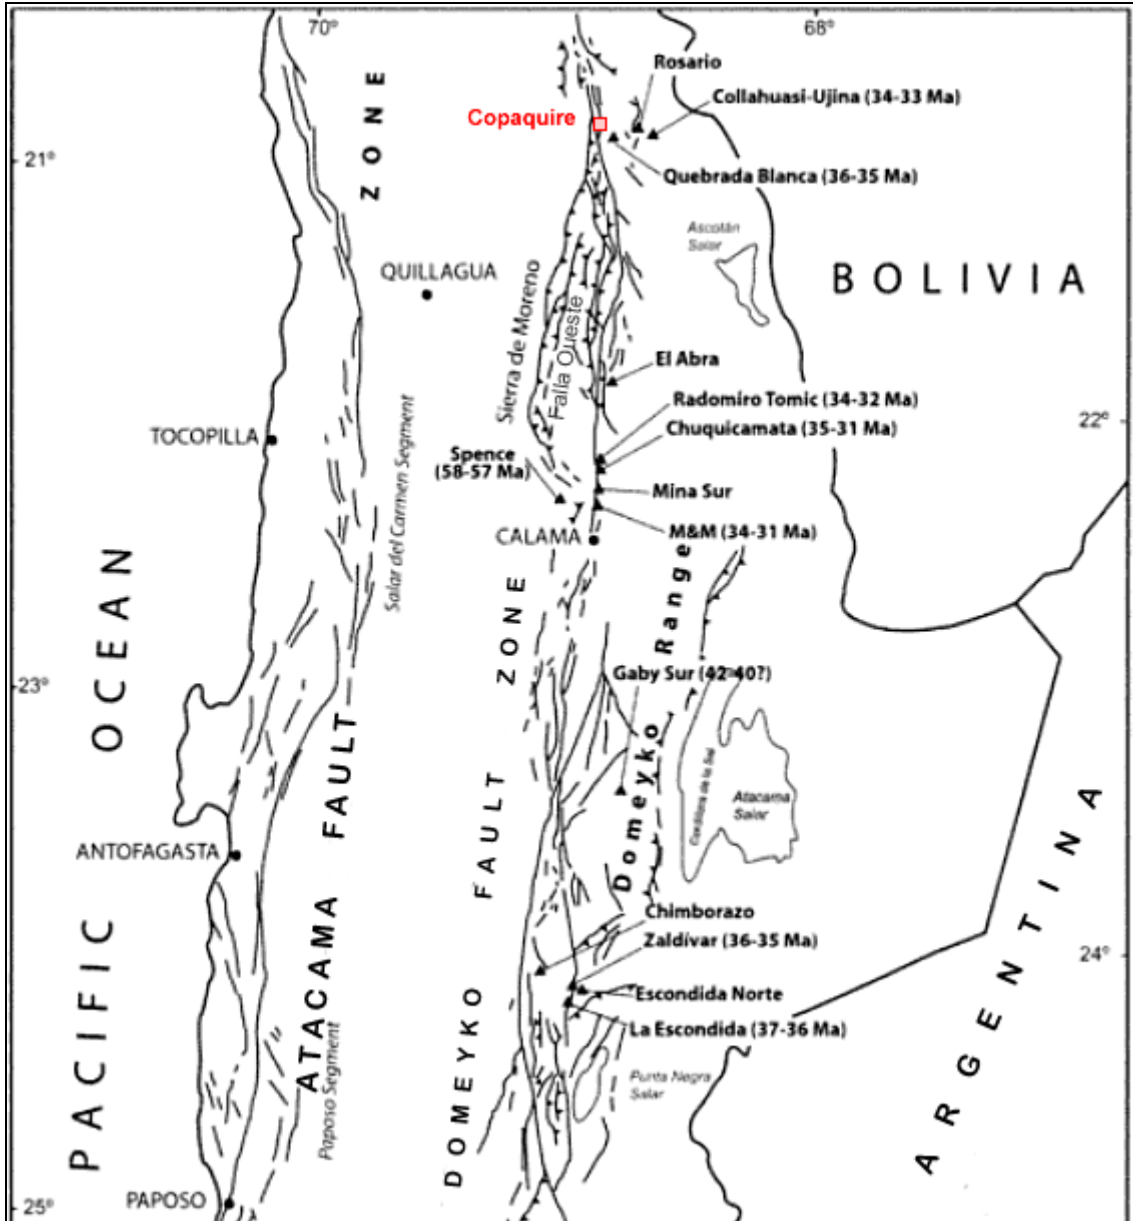 70°
68°
ZONE
Rosario
Collahuasi-Ujina (34-33 Ma)
Copaquire
21°
Quebrada Blanca (36-35 Ma)
Ascotán
Salar
QUILLAGUA
BOLIVIA
Sierra de Moreno
Falla Oueste
El Abra
Radomiro Tomic (34-32 Ma)
22°
Chuquicamata (35-31 Ma)
TOCOPILLA
Salar del Carmen Segment
Spence
(58-57 Ma)
Mina Sur
M&M (34-31 Ma)
CALAMA
PACIFIC OCEAN
DOMEYKO FAULT ZONE
Domeyko Range
23°
Gaby Sur (42-40?)
ATACAMA FAULT
Cordillera de la Sal
Atacama
Salar
ARGENTINA
ANTOFAGASTA
Chimborazo
Zaldívar (36-35 Ma)
24°
Escondida Norte
La Escondida (37-36 Ma)
Paposo Segment
Punta Negra
Salar
PAPOSO
25°